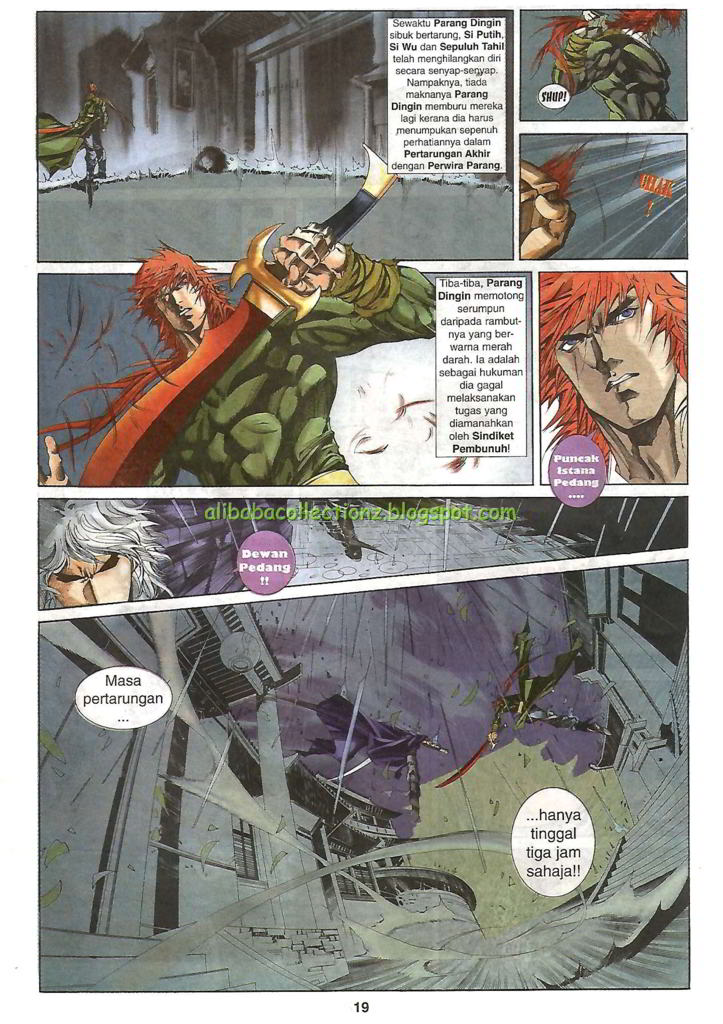 Sewaktu Parang Dingin
sibuk bertarung, Si Putih,
Si Wu dan Sepuluh Tahil
telah menghilangkan diri
secara senyap-senyap.
Nampaknya, tiada
maknanya Parang
Dingin memburu mereka
lagi kerana dia harus
menumpukan sepenuh
perhatiannya dalam
Pertarungan Akhir
dengan Perwira Parang.
SHUP!
Tiba-tiba, Parang
Dingin memotong
serumpun
daripada rambut-
nya yang ber-
warna merah
darah. Ia adalah
sebagai hukuman
dia gagal
melaksanakan
tugas yang
diamanahkan
oleh Sindiket
Pembunuh!
Puncak
Istana
Pedang
....
alibabacollectionz.blogspot.com
Dewan
Pedang
!!
Masa
pertarungan
...
...hanya
tinggal
tiga jam
sahaja!!
19